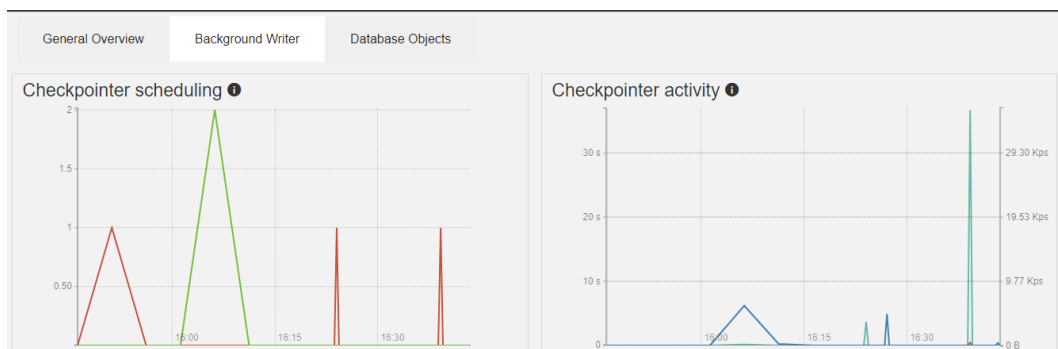 General Overview
Background Writer
Database Objects
Checkpointer scheduling
2
1.5
1
0.50
16:00
16:15
16:30
Checkpointer activity
30 s
20 s
10 s
0
16:00
16:15
16:30
29.30 Kps
19.53 Kps
9.77 Kps
0 B